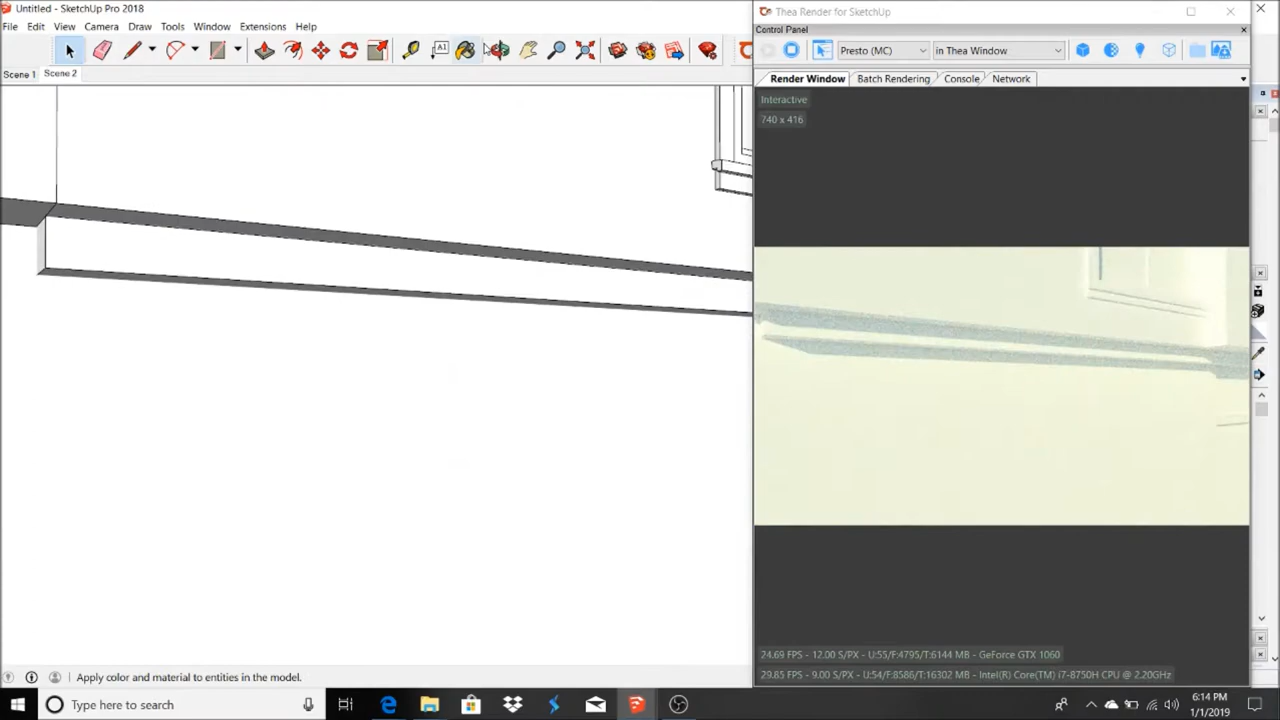 Untitled - SketchUp Pro 2018
File Edit View Camera Draw Tools Window Extensions Help
A1
Scene 1 Scene 2
Thea Render for SketchUp
Control Panel
Presto (MC) in Thea Window
Render Window Batch Rendering Console Network
Interactive
740 x 416
24.69 FPS - 12.00 S/PX - U:55/F:4795/T:6144 MB - GeForce GTX 1060
29.85 FPS - 9.00 S/PX - U:54/F:8586/T:16302 MB - Intel(R) Core(TM) i7-8750H CPU @ 2.20GHz
Apply color and material to entities in the model.
Type here to search
6:14 PM
1/1/2019